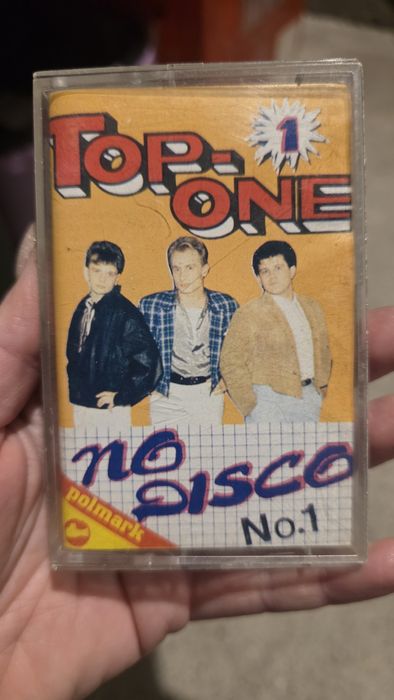 TOP-
ONE
1
NO
DISCO
No.1
polmark